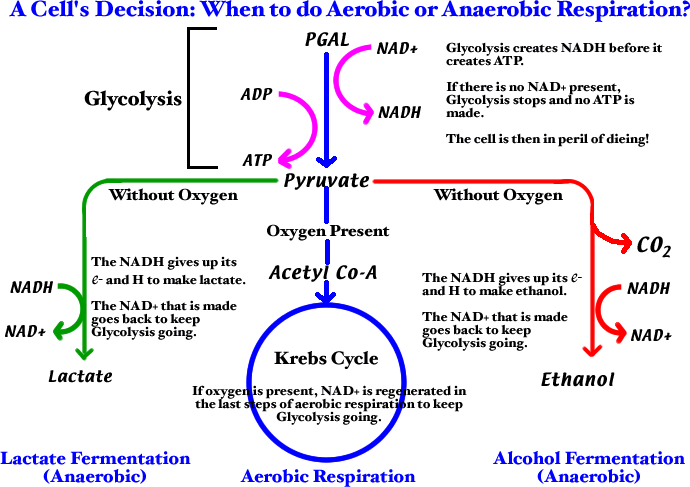 A Cell's Decision: When to do Aerobic or Anaerobic Respiration?
PGAL
NAD+
Glycolysis creates NADH before it
creates ATP.
If there is no NAD+ present,
Glycolysis stops and no ATP is
made.
The cell is then in peril of dieing!
Glycolysis
ADP
NADH
ATP
Pyruvate
Without Oxygen
Without Oxygen
Oxygen Present
CO2
Acetyl Co-A
The NADH gives up its
e- and H to make lactate.
The NAD+ that is made
goes back to keep
Glycolysis going.
NADH
NAD+
Lactate
The NADH gives up its e-
and H to make ethanol.
The NAD+ that is made
goes back to keep
Glycolysis going.
NADH
NAD+
Ethanol
Krebs Cycle
If oxygen is present, NAD+ is regenerated in
the last steps of aerobic respiration to keep
Glycolysis going.
Lactate Fermentation
(Anaerobic)
Aerobic Respiration
Alcohol Fermentation
(Anaerobic)